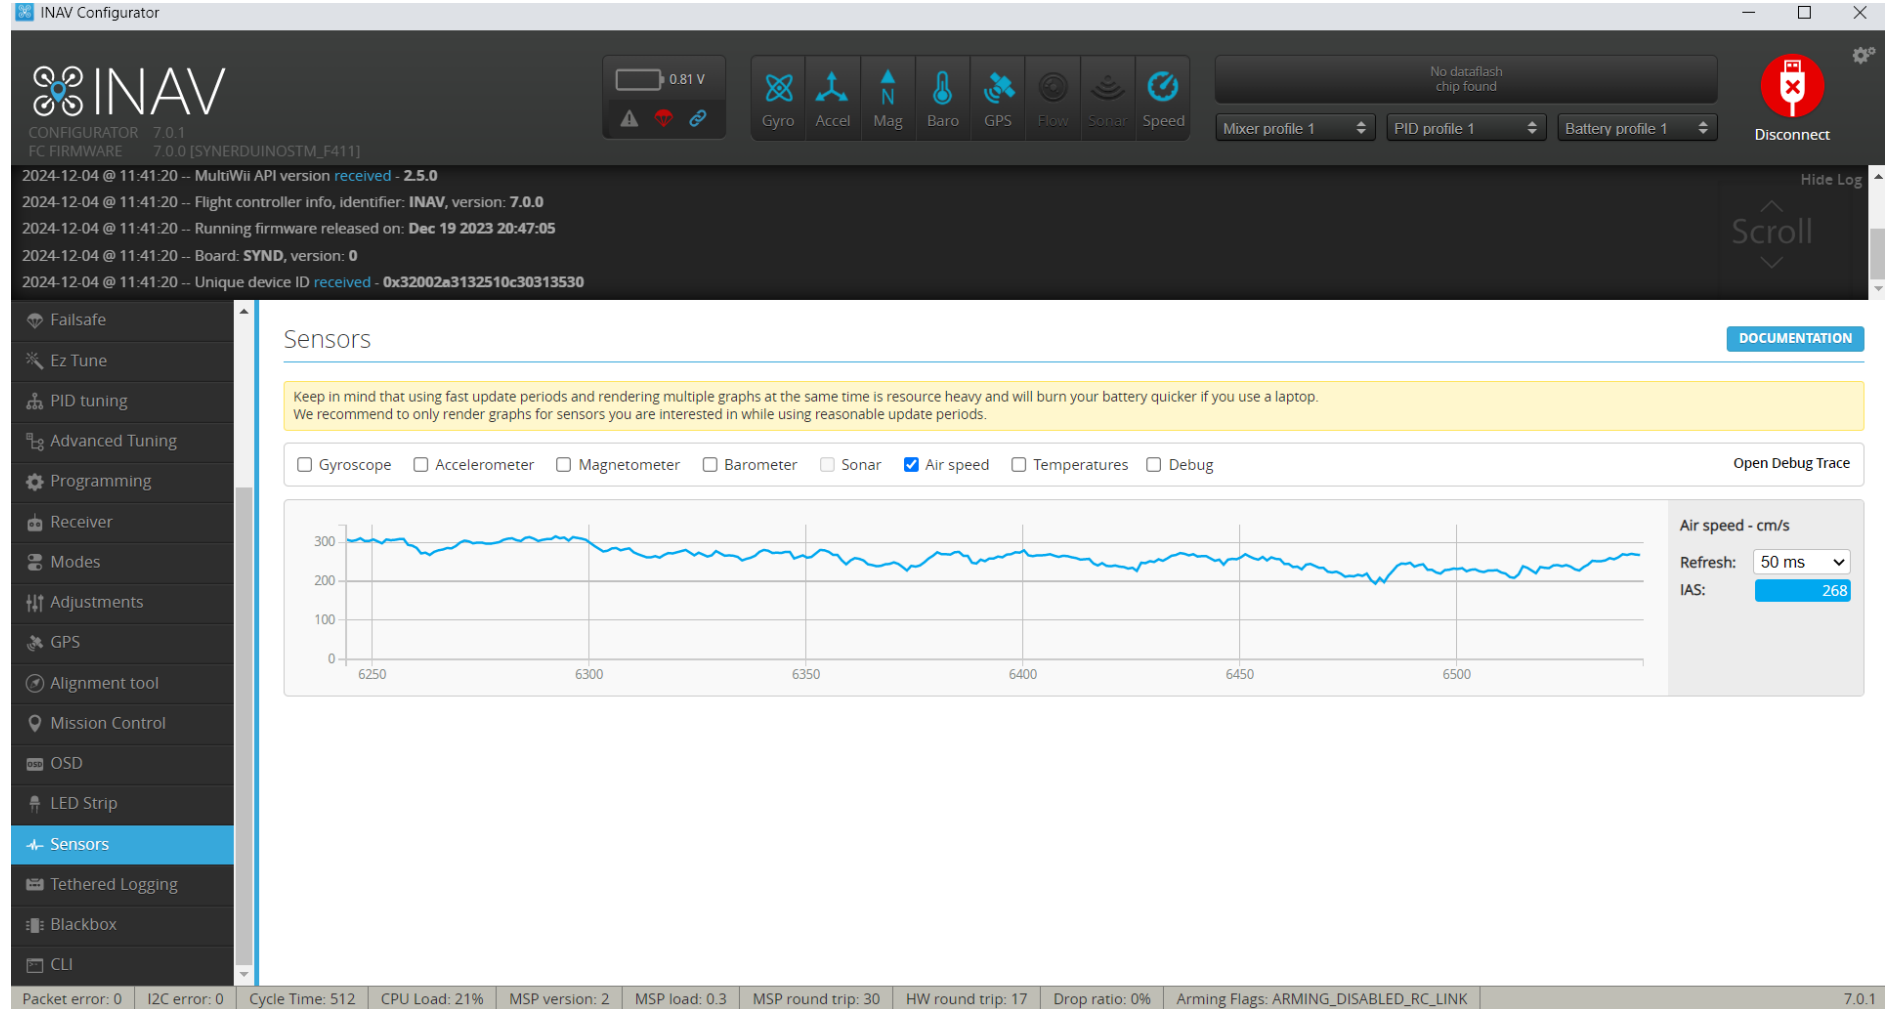 INAV Configurator
INAV
CONFIGURATOR 7.0.1
FC FIRMWARE 7.0.0 [SYNERDUINOSTM_F411]
0.81 V
Gyro Accel Mag Baro GPS Flow Sonar Speed
N
No dataflash
chip found
Mixer profile 1 PID profile 1 Battery profile 1
Disconnect
2024-12-04 @ 11:41:20 -- MultiWii API version received - 2.5.0
2024-12-04 @ 11:41:20 -- Flight controller info, identifier: INAV, version: 7.0.0
2024-12-04 @ 11:41:20 -- Running firmware released on: Dec 19 2023 20:47:05
2024-12-04 @ 11:41:20 -- Board: SYND, version: 0
2024-12-04 @ 11:41:20 -- Unique device ID received - 0x32002a3132510c30313530
Hide Log
Scroll
Failsafe
Ez Tune
PID tuning
Advanced Tuning
Programming
Receiver
Modes
Adjustments
GPS
Alignment tool
Mission Control
OSD
OSD
LED Strip
Sensors
Tethered Logging
Blackbox
CLI
Sensors
DOCUMENTATION
Keep in mind that using fast update periods and rendering multiple graphs at the same time is resource heavy and will burn your battery quicker if you use a laptop.
We recommend to only render graphs for sensors you are interested in while using reasonable update periods.
Gyroscope Accelerometer Magnetometer Barometer Sonar Air speed Temperatures Debug
Open Debug Trace
300
200
100
0
6250 6300 6350 6400 6450 6500
Air speed - cm/s
Refresh: 50 ms
IAS: 268
Packet error: 0 I2C error: 0 Cycle Time: 512 CPU Load: 21% MSP version: 2 MSP load: 0.3 MSP round trip: 30 HW round trip: 17 Drop ratio: 0% Arming Flags: ARMING_DISABLED_RC_LINK 7.0.1